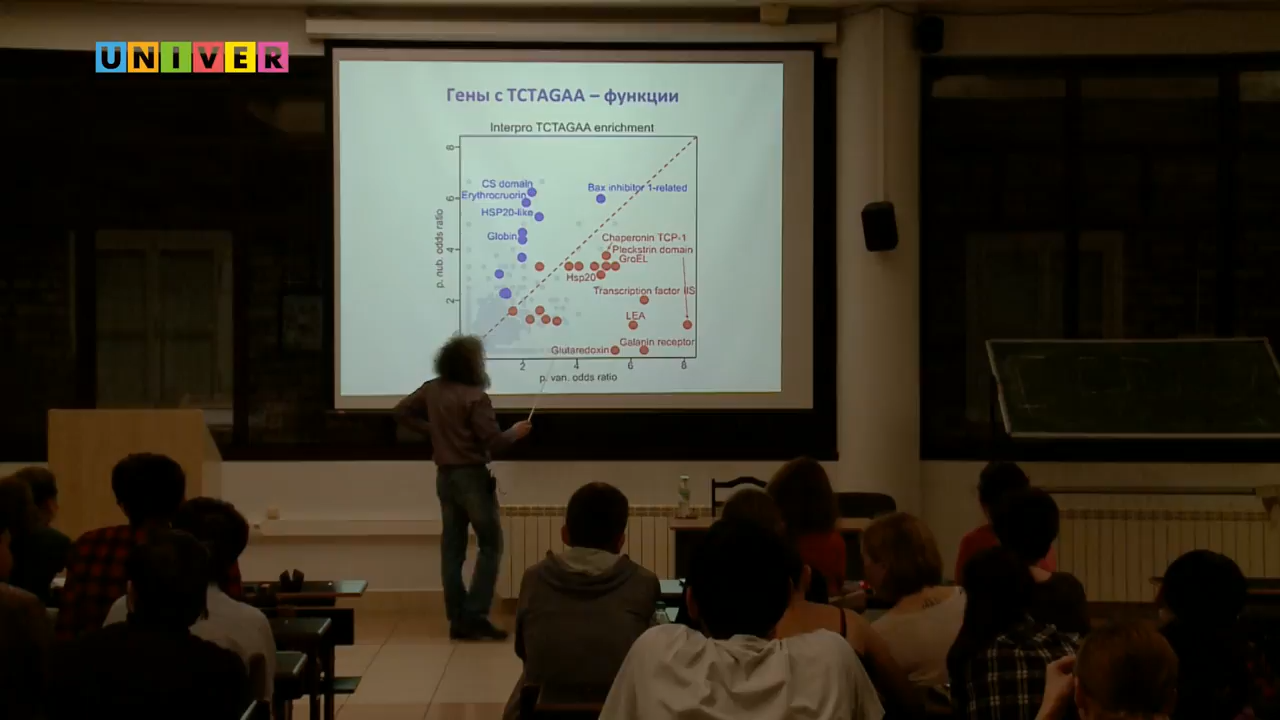 UNIVER
Гены с TCTAGAA – функции
Interpro TCTAGAA enrichment
p. nub. odds ratio
8
6
4
2
CS domain
Erythrocruorin
HSP20-like
Globin
Bax inhibitor 1-related
Chaperonin TCP-1
Pleckstrin domain
GroEL
Hsp20
Transcription factor IIS
LEA
Galanin receptor
Glutaredoxin
2
4
6
8
p. van. odds ratio